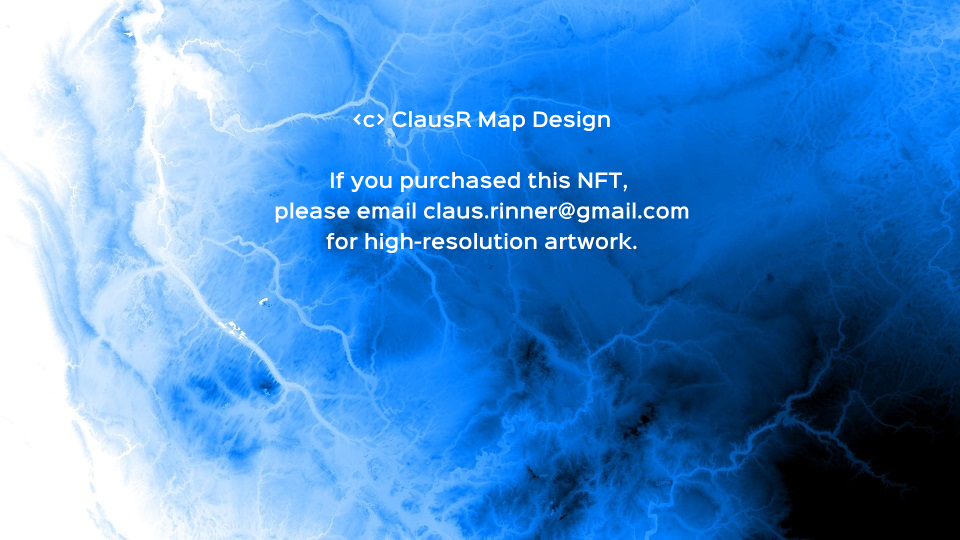 <c> ClausR Map Design
If you purchased this NFT,
please email claus.rinner@gmail.com
for high-resolution artwork.